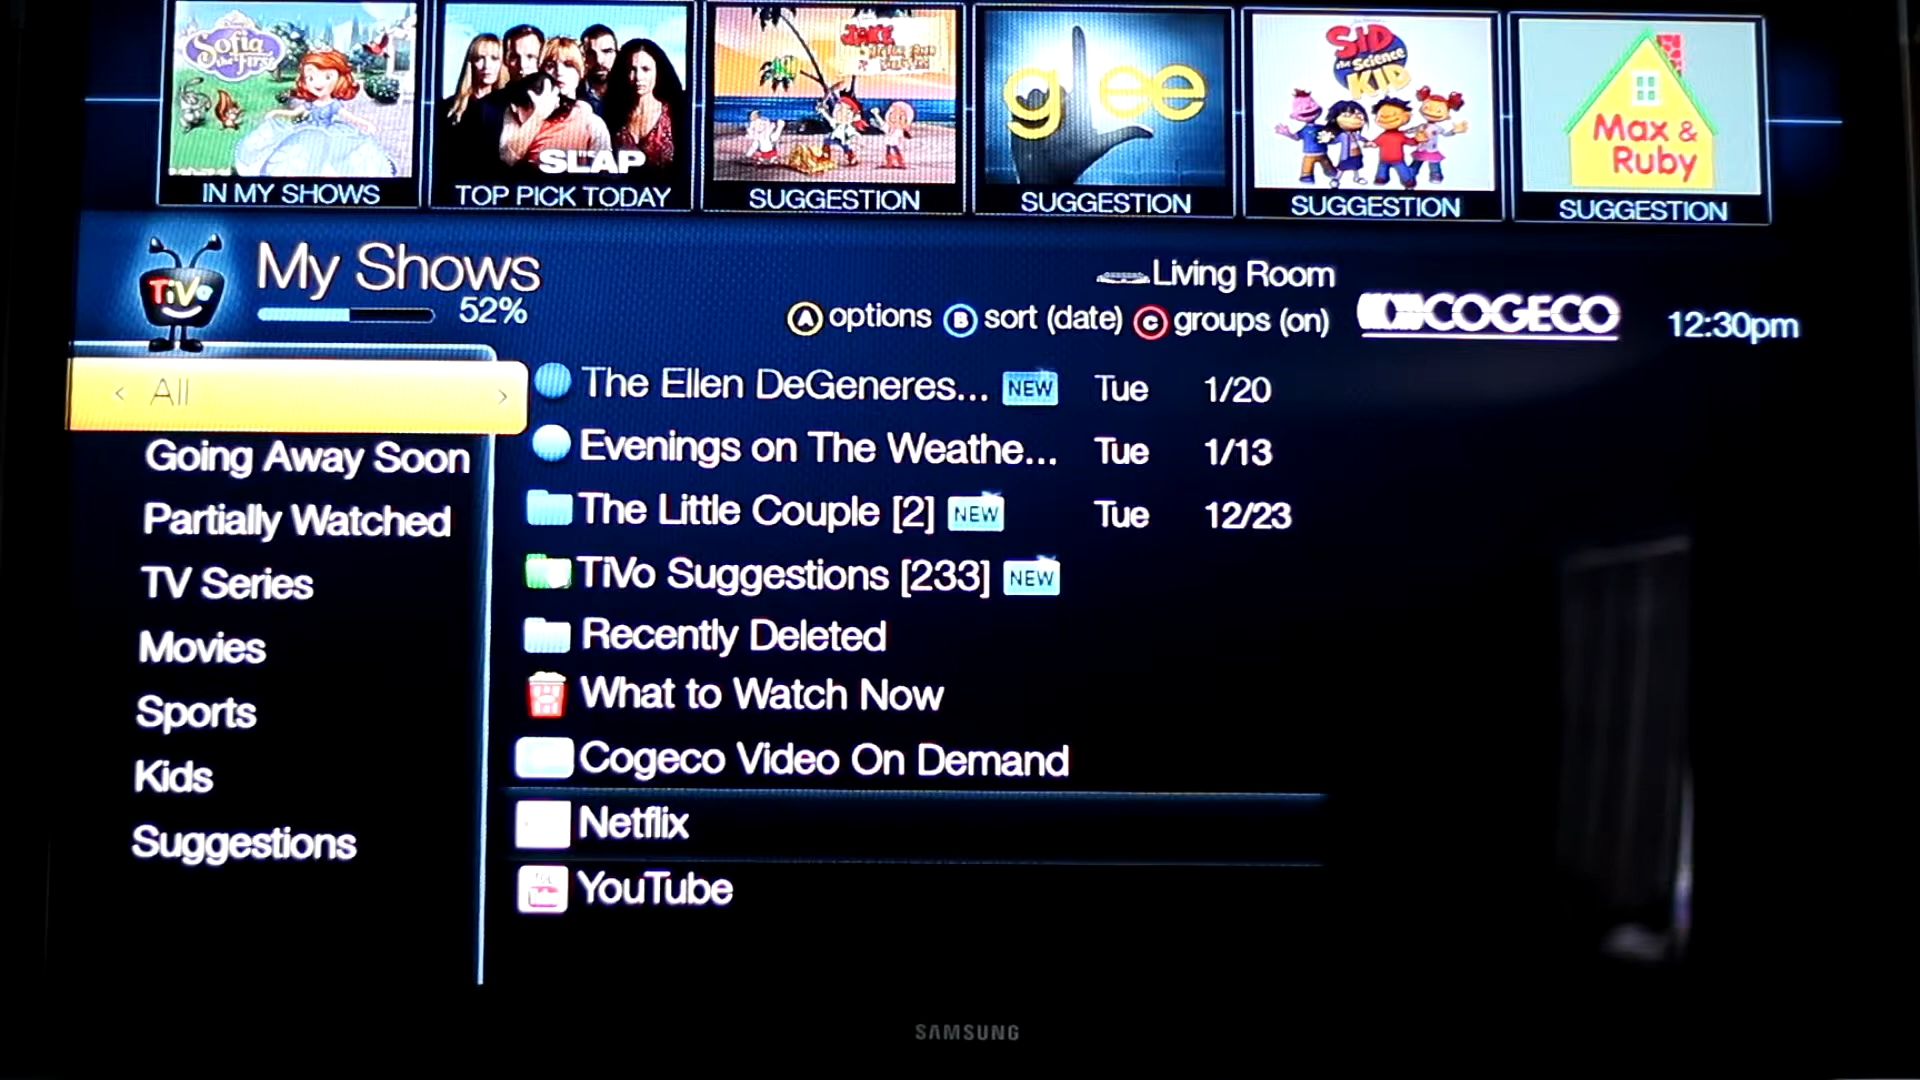 Sofia the First
SLAP
JAKE
glee
SiD the Science KID
Max & Ruby
IN MY SHOWS
TOP PICK TODAY
SUGGESTION
SUGGESTION
SUGGESTION
SUGGESTION
TiVo
My Shows
52%
Living Room
A options B sort (date) C groups (on)
COGECO
12:30pm
< All >
Going Away Soon
Partially Watched
TV Series
Movies
Sports
Kids
Suggestions
The Ellen DeGeneres... NEW Tue 1/20
Evenings on The Weathe... Tue 1/13
The Little Couple [2] NEW Tue 12/23
TiVo Suggestions [233] NEW
Recently Deleted
What to Watch Now
Cogeco Video On Demand
Netflix
YouTube
SAMSUNG